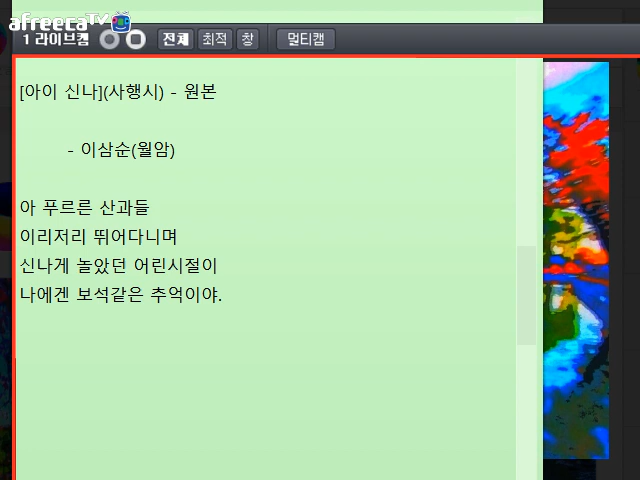 afreecaTV
1 라이브캠 전체 최적 창 멀티캠
[아이 신나](사행시) - 원본
- 이삼순(월암)
아 푸르른 산과들
이리저리 뛰어다니며
신나게 놀았던 어린시절이
나에겐 보석같은 추억이야.